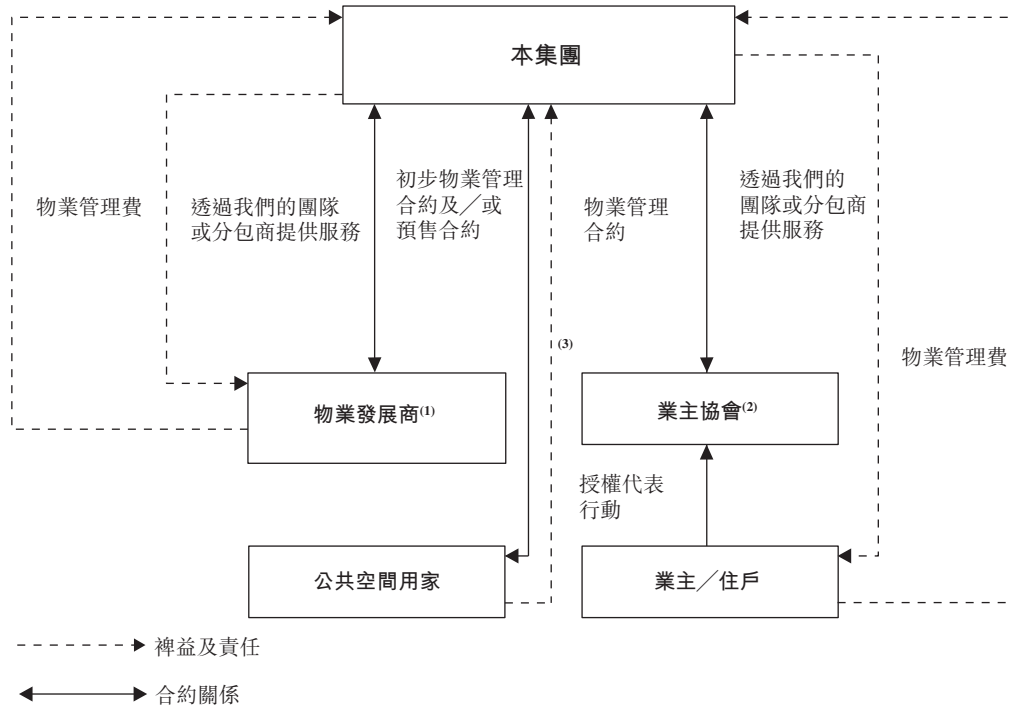 本集團
物業管理費
透過我們的團隊
或分包商提供服務
初步物業管理
合約及／或
預售合約
物業管理
合約
透過我們的
團隊或分包商
提供服務
(3)
物業管理費
物業發展商(1)
業主協會(2)
授權代表
行動
公共空間用家
業主／住戶
裨益及責任
合約關係